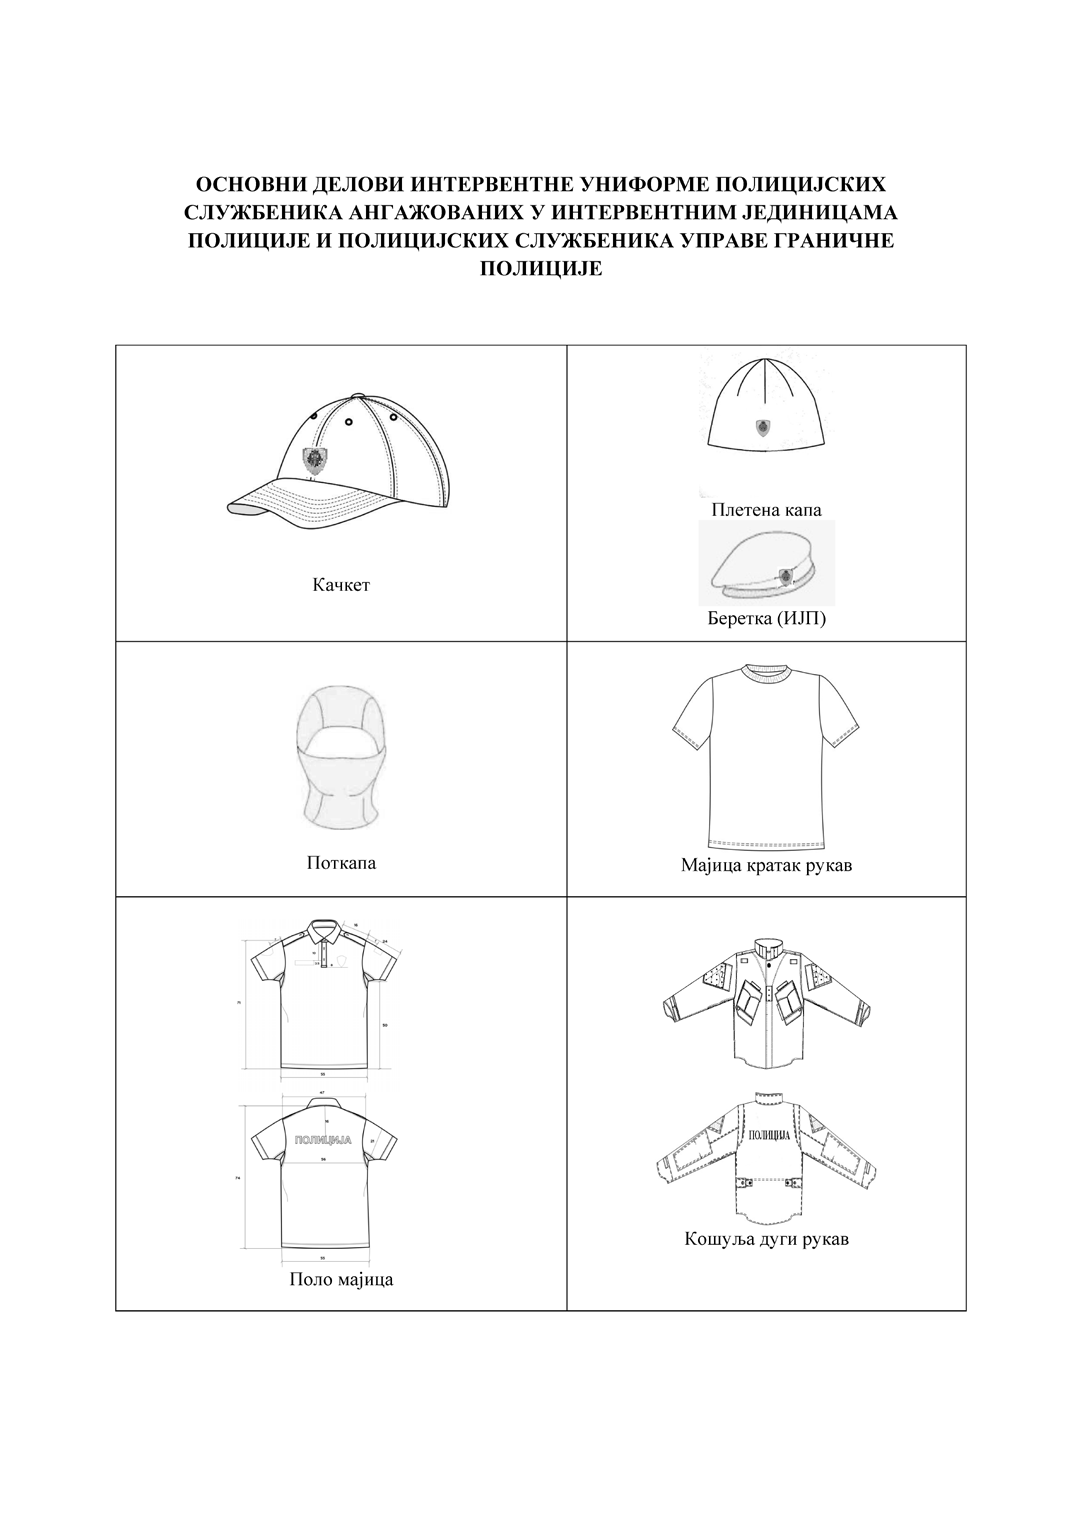 ОСНОВНИ ДЕЛОВИ ИНТЕРВЕНТНЕ УНИФОРМЕ ПОЛИЦИЈСКИХ
СЛУЖБЕНИКА АНГАЖОВАНИХ У ИНТЕРВЕНТНИМ ЈЕДИНИЦАМА
ПОЛИЦИЈЕ И ПОЛИЦИЈСКИХ СЛУЖБЕНИКА УПРАВЕ ГРАНИЧНЕ
ПОЛИЦИЈЕ
Качкет
Плетена капа
Беретка (ИЈП)
Поткапа
Мајица кратак рукав
ПОЛИЦИЈА
Поло мајица
ПОЛИЦИЈА
Кошуља дуги рукав